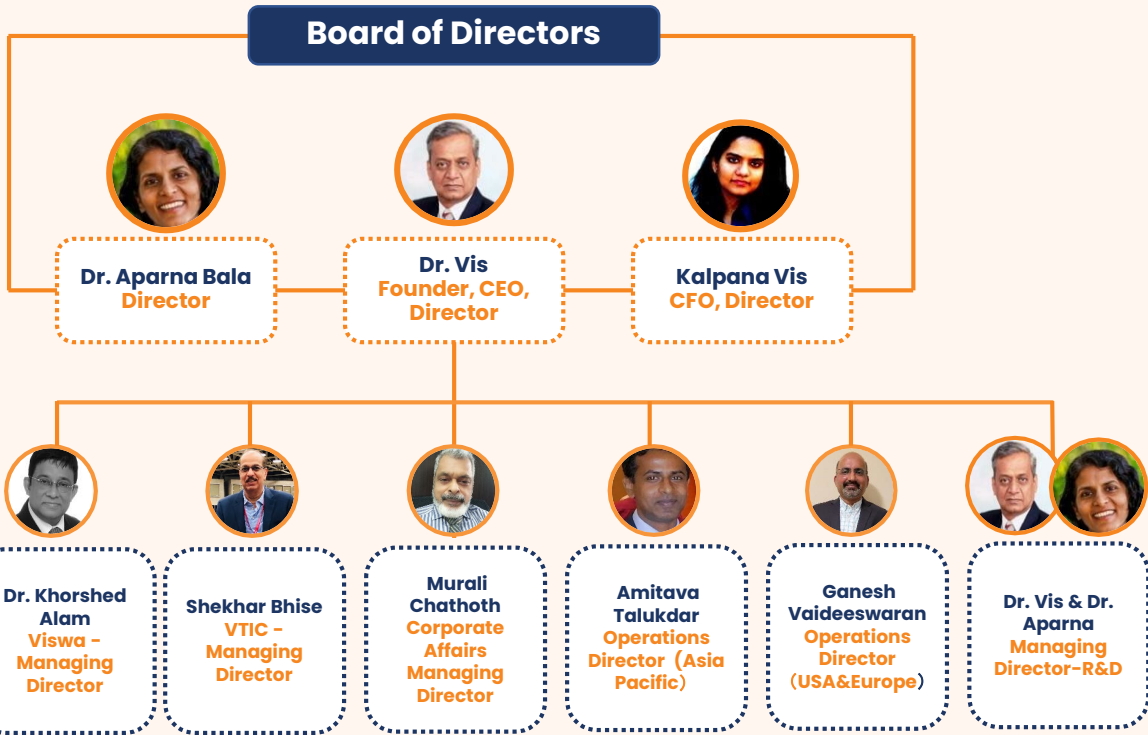 Board of Directors
Dr. Aparna Bala
Director
Dr. Vis
Founder, CEO,
Director
Kalpana Vis
CFO, Director
Dr. Khorshed
Alam
Viswa -
Managing
Director
Shekhar Bhise
VTIC -
Managing
Director
Murali
Chathoth
Corporate
Affairs
Managing
Director
Amitava
Talukdar
Operations
Director (Asia
Pacific）
Ganesh
Vaideeswaran
Operations
Director
（USA&Europe）
Dr. Vis & Dr.
Aparna
Managing
Director-R&D